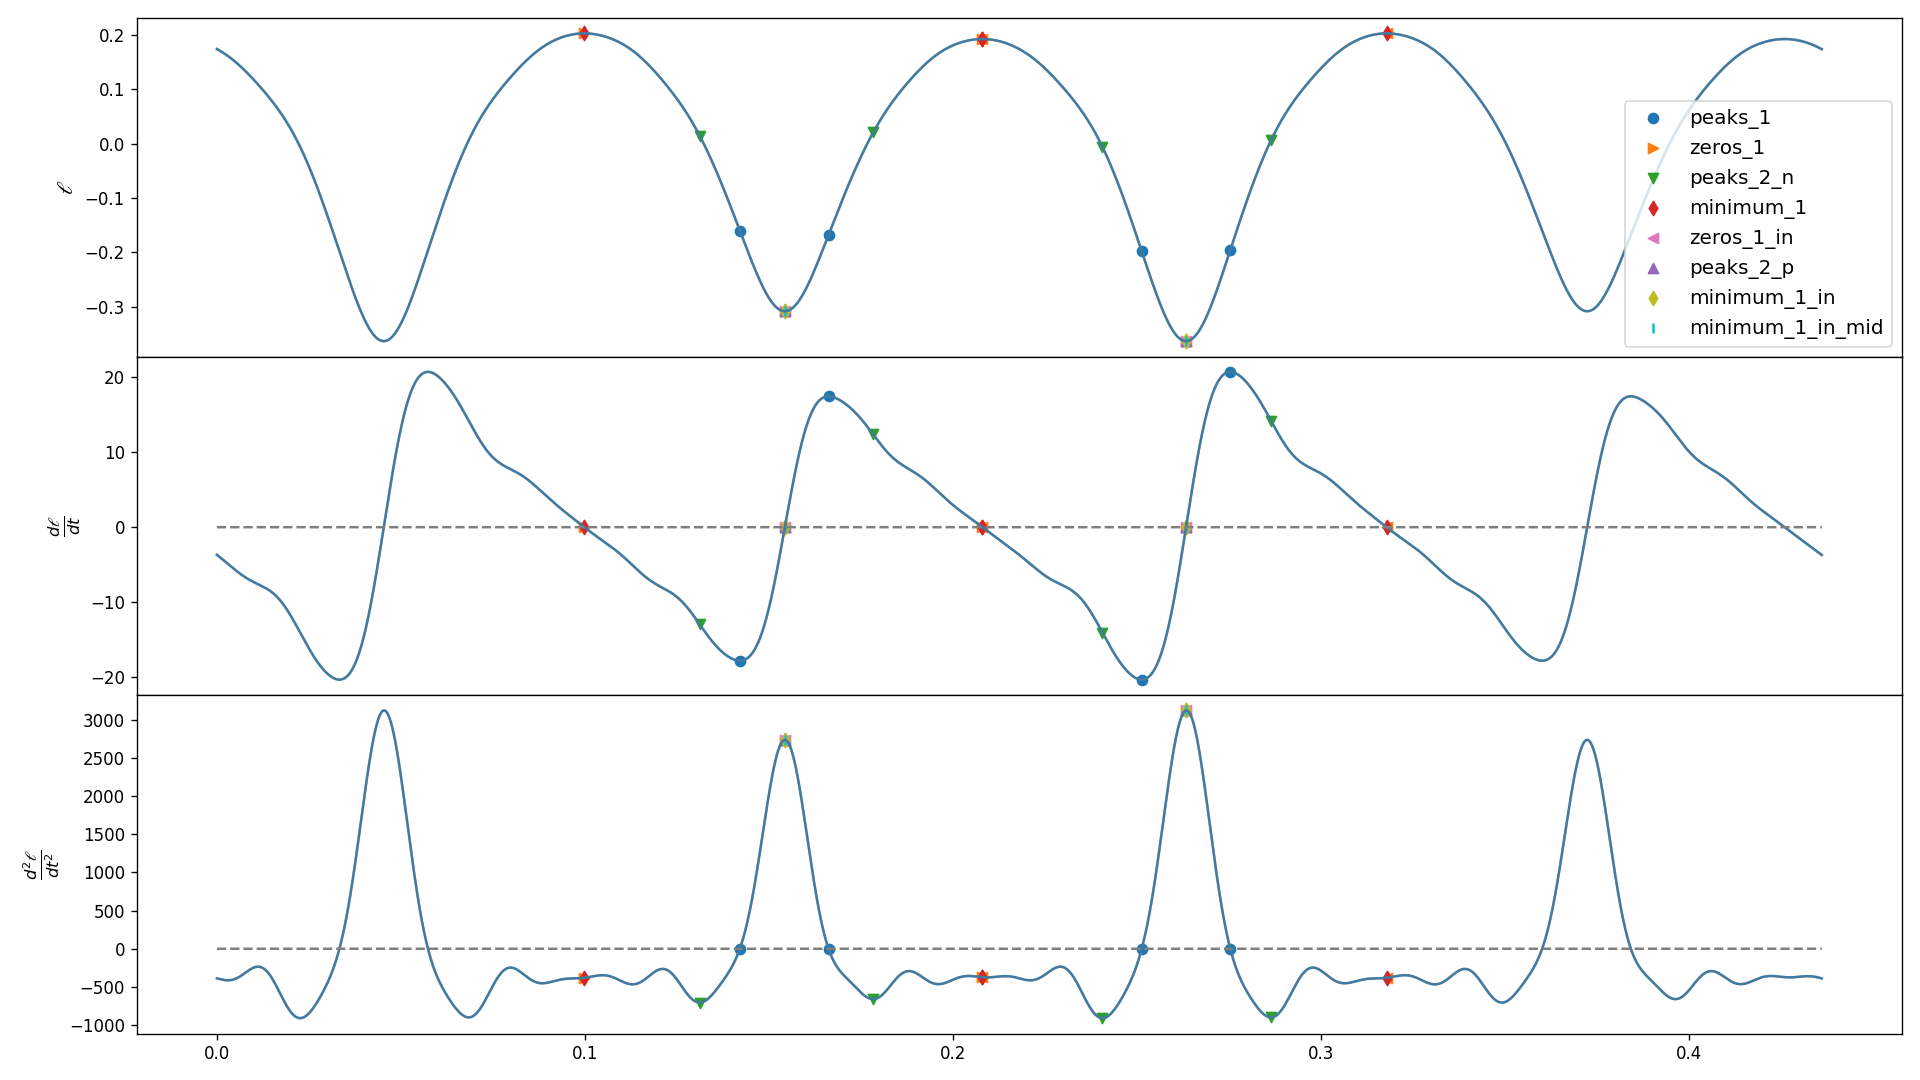 0.2
0.1
0.0
−0.1
−0.2
−0.3
ℓ
peaks_1
zeros_1
peaks_2_n
minimum_1
zeros_1_in
peaks_2_p
minimum_1_in
minimum_1_in_mid
20
10
0
−10
−20
dℓ
dt
3000
2500
2000
1500
1000
500
0
−500
−1000
d²ℓ
dt²
0.0 0.1 0.2 0.3 0.4